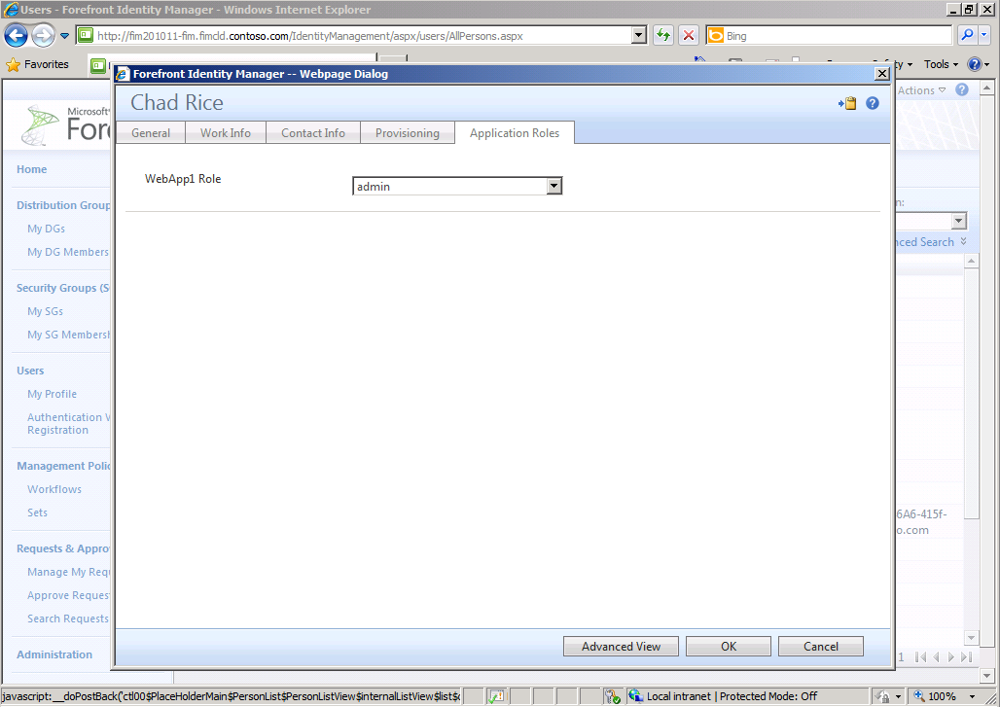 Users - Forefront Identity Manager - Windows Internet Explorer
http://fim201011-fim.fimcld.contoso.com/IdentityManagement/aspx/users/AllPersons.aspx
Bing
Favorites
Tools
Forefront Identity Manager -- Webpage Dialog
Chad Rice
Actions
Microsoft
General
Work Info
Contact Info
Provisioning
Application Roles
WebApp1 Role
admin
Home
Distribution Group
My DGs
My DG Members
Security Groups (S
My SGs
My SG Members
Users
My Profile
Authentication
Registration
Management Polic
Workflows
Sets
Requests & Appro
Manage My Requ
Approve Reques
Search Requests
Administration
n:
nced Search
6A6-415f-
o.com
1
Advanced View
OK
Cancel
javascript:__doPostBack('ctl00$PlaceHolderMain$PersonList$PersonListView$internalListView$list$c
Local intranet | Protected Mode: Off
100%